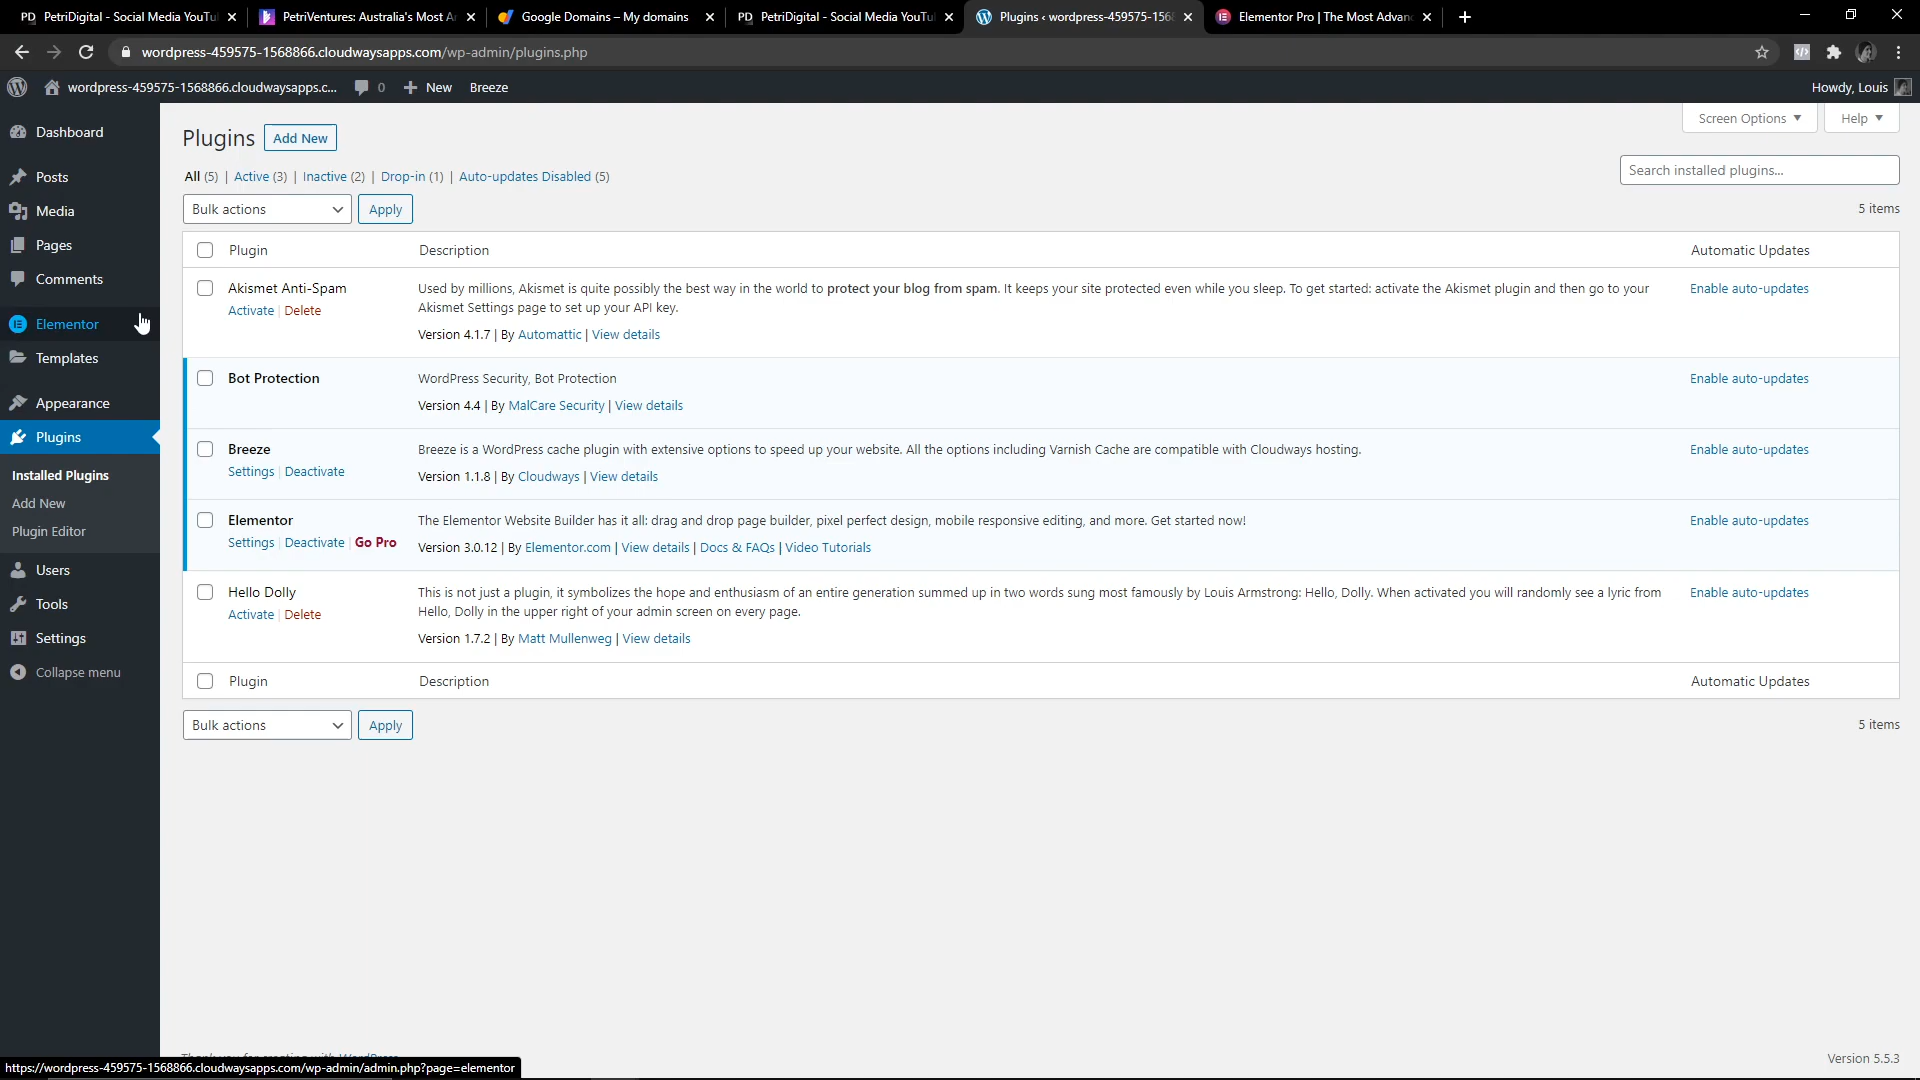 PD PetriDigital - Social Media YouTu
PetriVentures: Australia's Most A
Google Domains – My domains
PD PetriDigital - Social Media YouTu
Plugins ‹ wordpress-459575-156
Elementor Pro | The Most Advan
wordpress-459575-1568866.cloudwaysapps.com/wp-admin/plugins.php
wordpress-459575-1568866.cloudwaysapps.c...
0
New
Breeze
Howdy, Louis
Dashboard
Posts
Media
Pages
Comments
Elementor
Templates
Appearance
Plugins
Installed Plugins
Add New
Plugin Editor
Users
Tools
Settings
Collapse menu
Plugins Add New
Screen Options
Help
All (5) | Active (3) | Inactive (2) | Drop-in (1) | Auto-updates Disabled (5)
Search installed plugins...
Bulk actions Apply
5 items
Plugin Description Automatic Updates
Akismet Anti-Spam
Activate | Delete
Used by millions, Akismet is quite possibly the best way in the world to protect your blog from spam. It keeps your site protected even while you sleep. To get started: activate the Akismet plugin and then go to your
Akismet Settings page to set up your API key.
Version 4.1.7 | By Automattic | View details
Enable auto-updates
Bot Protection
WordPress Security, Bot Protection
Version 4.4 | By MalCare Security | View details
Enable auto-updates
Breeze
Settings | Deactivate
Breeze is a WordPress cache plugin with extensive options to speed up your website. All the options including Varnish Cache are compatible with Cloudways hosting.
Version 1.1.8 | By Cloudways | View details
Enable auto-updates
Elementor
Settings | Deactivate | Go Pro
The Elementor Website Builder has it all: drag and drop page builder, pixel perfect design, mobile responsive editing, and more. Get started now!
Version 3.0.12 | By Elementor.com | View details | Docs & FAQs | Video Tutorials
Enable auto-updates
Hello Dolly
Activate | Delete
This is not just a plugin, it symbolizes the hope and enthusiasm of an entire generation summed up in two words sung most famously by Louis Armstrong: Hello, Dolly. When activated you will randomly see a lyric from
Hello, Dolly in the upper right of your admin screen on every page.
Version 1.7.2 | By Matt Mullenweg | View details
Enable auto-updates
Plugin Description Automatic Updates
Bulk actions Apply
5 items
Thank you for creating with WordPress
Version 5.5.3
https://wordpress-459575-1568866.cloudwaysapps.com/wp-admin/admin.php?page=elementor